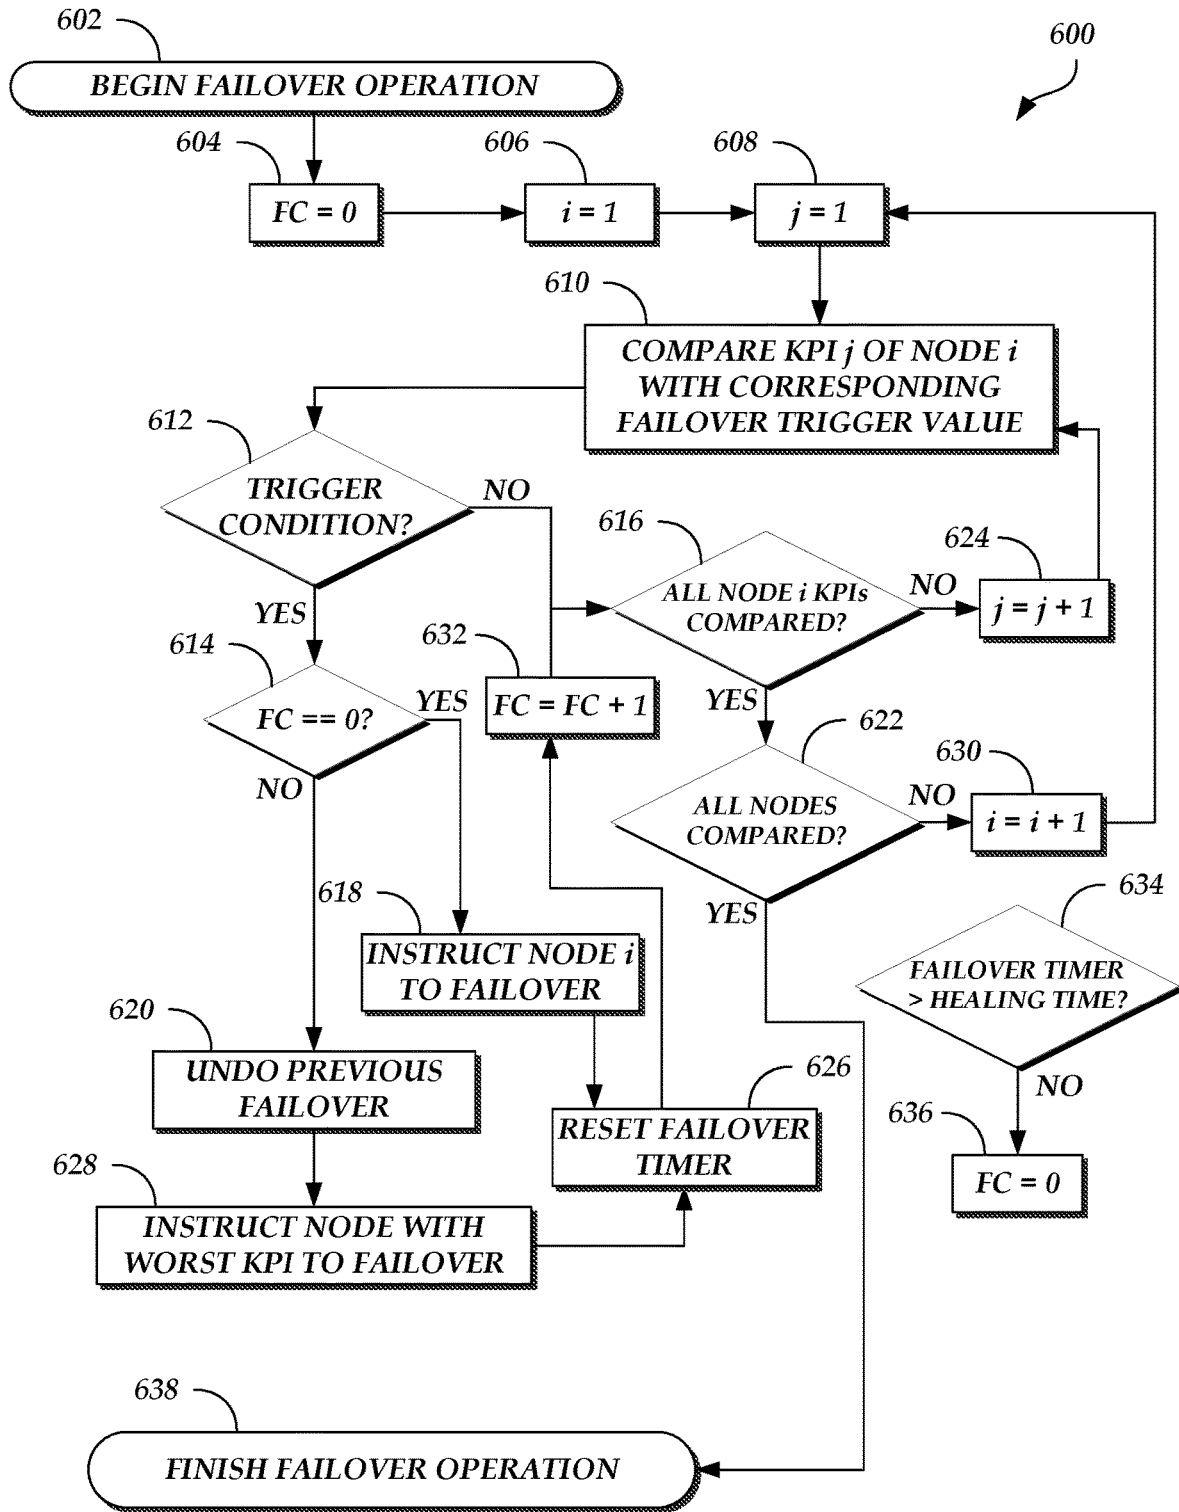 602
600
BEGIN FAILOVER OPERATION
604
606
608
FC = 0
i = 1
j = 1
610
COMPARE KPI j OF NODE i
WITH CORRESPONDING
FAILOVER TRIGGER VALUE
612
TRIGGER
CONDITION?
NO
616
624
ALL NODE i KPIs
COMPARED?
NO
j = j + 1
YES
614
632
FC == 0?
YES
FC = FC + 1
YES
622
NO
630
ALL NODES
COMPARED?
NO
i = i + 1
618
YES
634
INSTRUCT NODE i
TO FAILOVER
FAILOVER TIMER
> HEALING TIME?
620
UNDO PREVIOUS
FAILOVER
626
NO
RESET FAILOVER
TIMER
636
FC = 0
628
INSTRUCT NODE WITH
WORST KPI TO FAILOVER
638
FINISH FAILOVER OPERATION